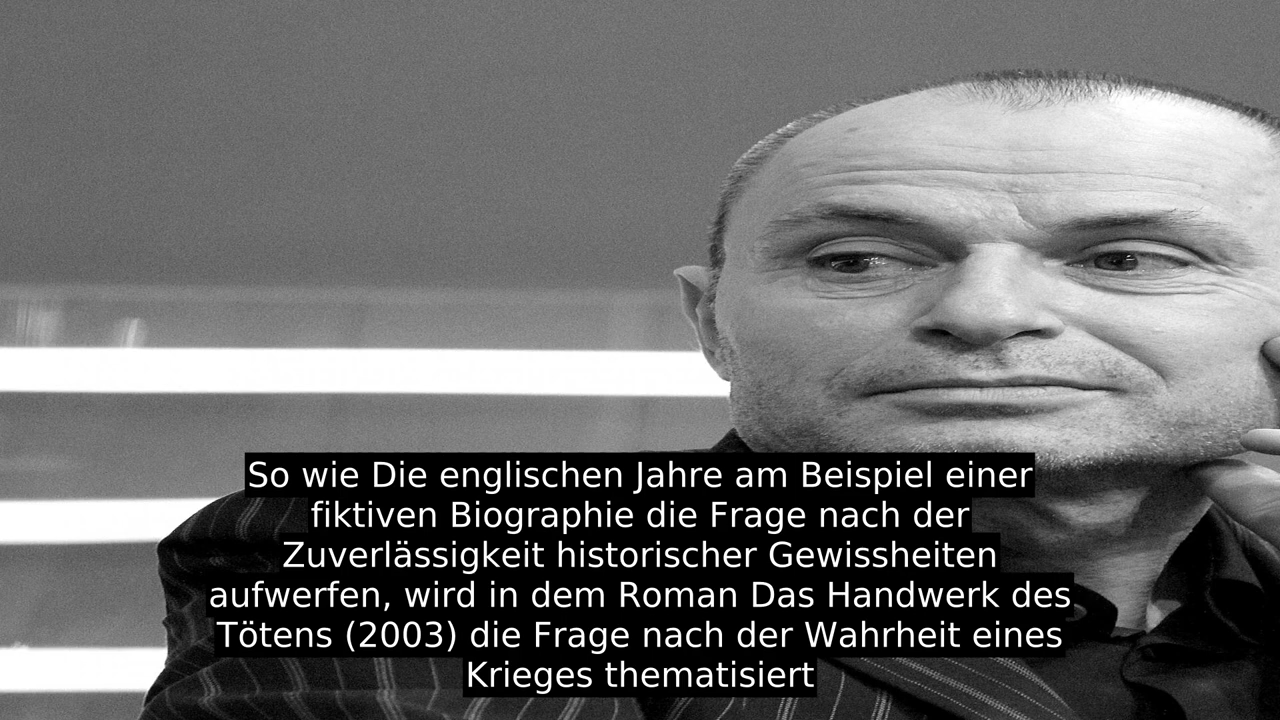 So wie Die englischen Jahre am Beispiel einer
fiktiven Biographie die Frage nach der
Zuverlässigkeit historischer Gewissheiten
aufwerfen, wird in dem Roman Das Handwerk des
Tötens (2003) die Frage nach der Wahrheit eines
Krieges thematisiert